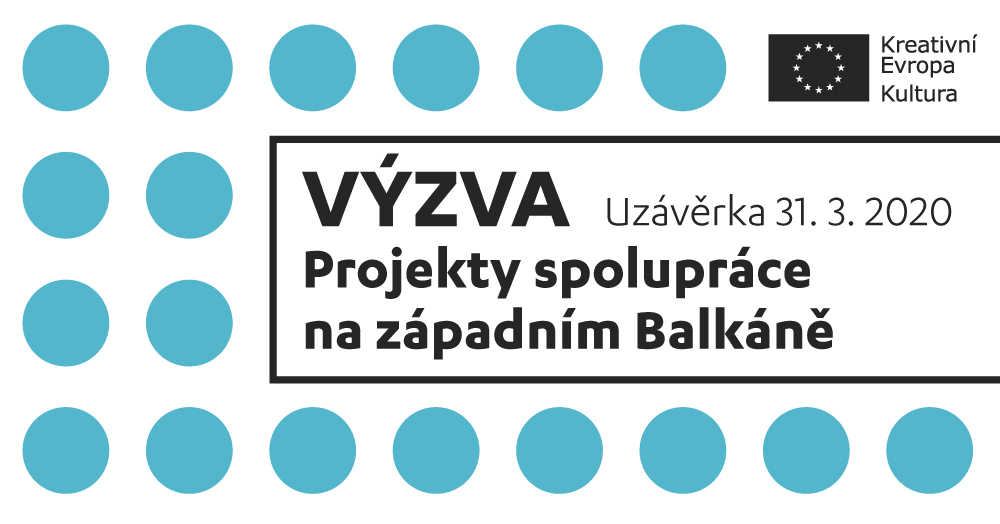 Kreativní
Evropa
Kultura
VÝZVA Uzávěrka 31. 3. 2020
Projekty spolupráce
na západním Balkáně